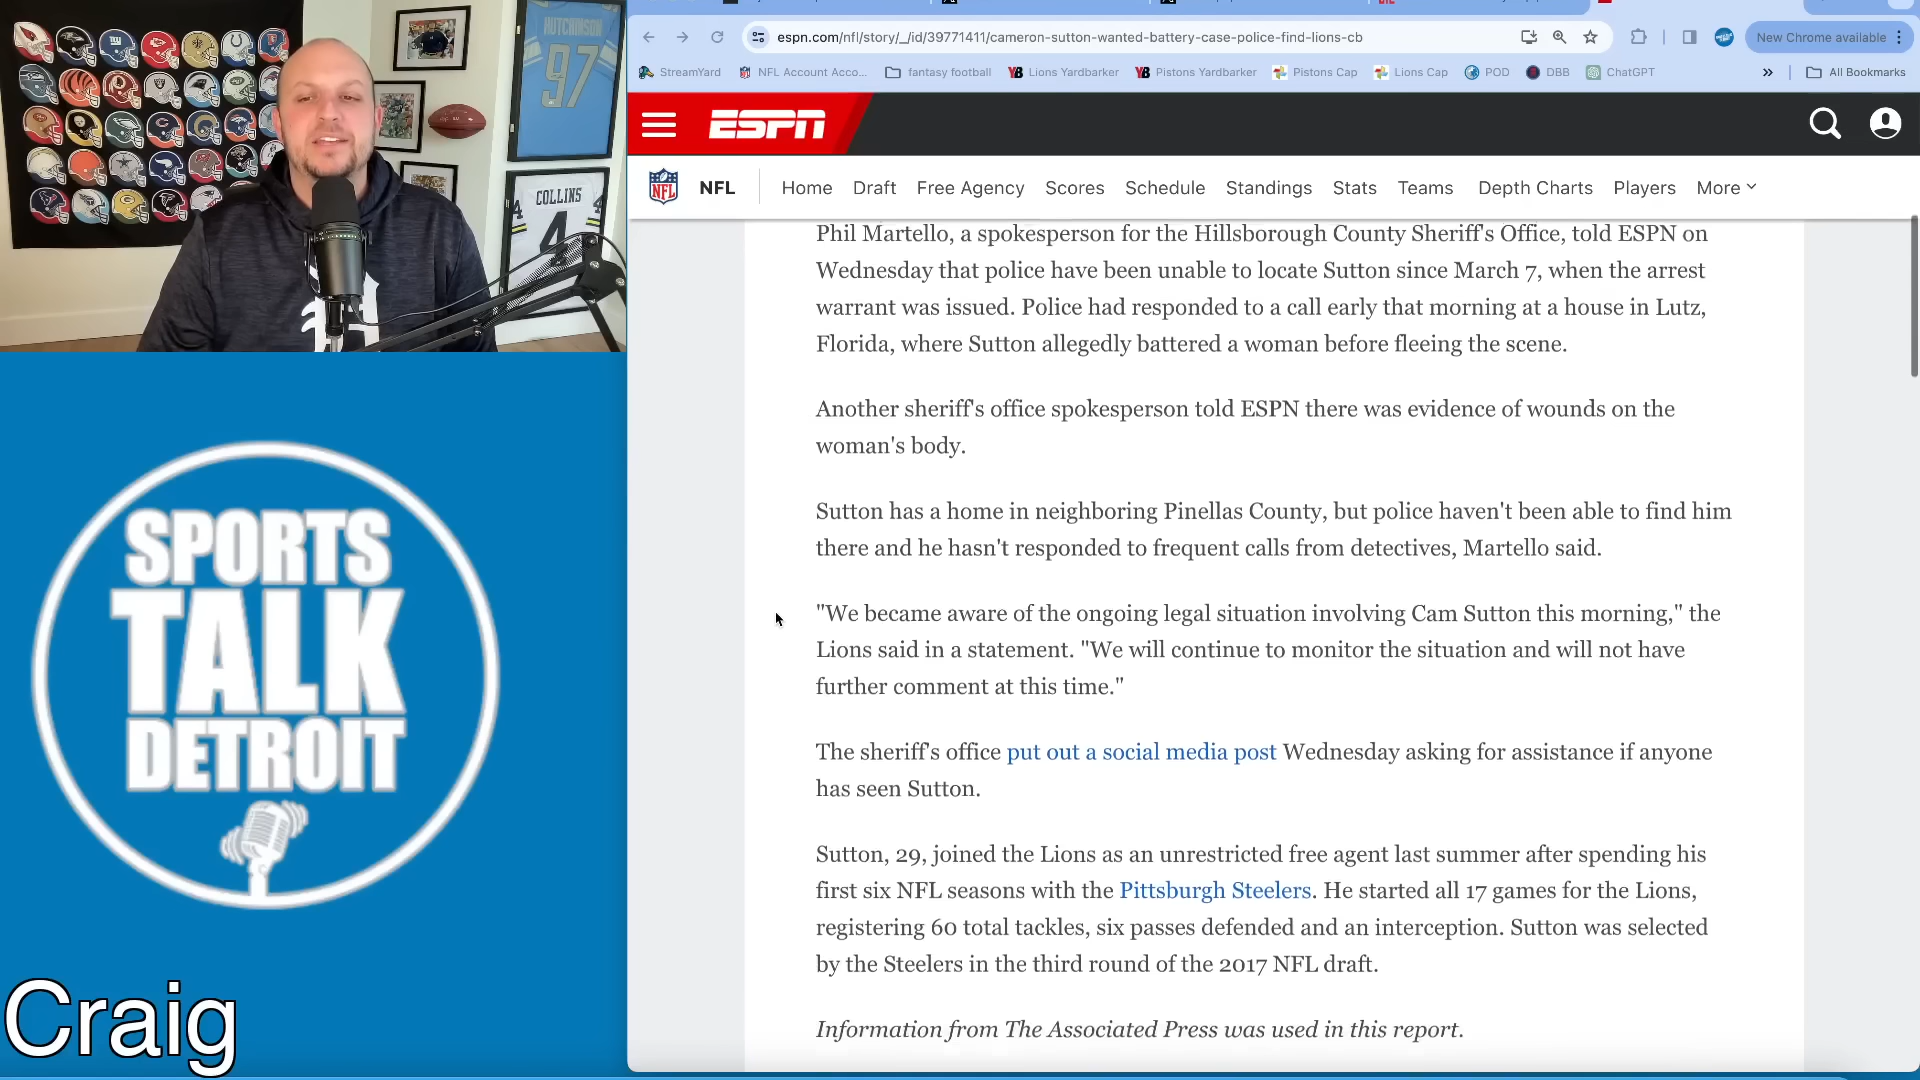 HUTCHINSON
97
COLLINS
4
4
SPORTS
TALK
DETROIT
Craig
espn.com/nfl/story/_/id/39771411/cameron-sutton-wanted-battery-case-police-find-lions-cb
New Chrome available
StreamYard
NFL Account Acco...
fantasy football
YB Lions Yardbarker
YB Pistons Yardbarker
Pistons Cap
Lions Cap
POD
DBB
ChatGPT
»
All Bookmarks
ESPN
NFL
NFL
Home
Draft
Free Agency
Scores
Schedule
Standings
Stats
Teams
Depth Charts
Players
More
Phil Martello, a spokesperson for the Hillsborough County Sheriff's Office, told ESPN on
Wednesday that police have been unable to locate Sutton since March 7, when the arrest
warrant was issued. Police had responded to a call early that morning at a house in Lutz,
Florida, where Sutton allegedly battered a woman before fleeing the scene.
Another sheriff's office spokesperson told ESPN there was evidence of wounds on the
woman's body.
Sutton has a home in neighboring Pinellas County, but police haven't been able to find him
there and he hasn't responded to frequent calls from detectives, Martello said.
"We became aware of the ongoing legal situation involving Cam Sutton this morning," the
Lions said in a statement. "We will continue to monitor the situation and will not have
further comment at this time."
The sheriff's office put out a social media post Wednesday asking for assistance if anyone
has seen Sutton.
Sutton, 29, joined the Lions as an unrestricted free agent last summer after spending his
first six NFL seasons with the Pittsburgh Steelers. He started all 17 games for the Lions,
registering 60 total tackles, six passes defended and an interception. Sutton was selected
by the Steelers in the third round of the 2017 NFL draft.
Information from The Associated Press was used in this report.